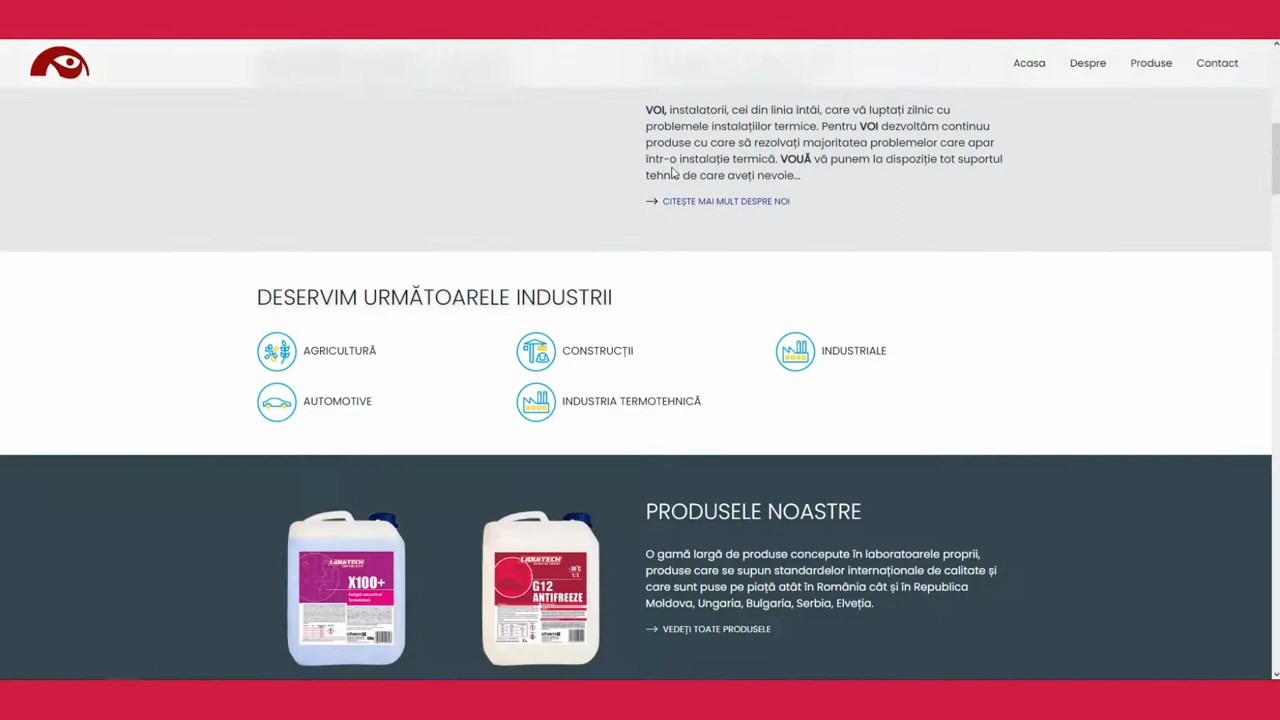 Acasa
Despre
Produse
Contact
VOI, instalatorii, cei din linia întâi, care vă luptați zilnic cu
problemele instalațiilor termice. Pentru VOI dezvoltăm continuu
produse cu care să rezolvați majoritatea problemelor care apar
într-o instalație termică. VOUĂ vă punem la dispoziție tot suportul
tehnic de care aveți nevoie...
CITEȘTE MAI MULT DESPRE NOI
DESERVIM URMĂTOARELE INDUSTRII
AGRICULTURĂ
CONSTRUCȚII
INDUSTRIALE
AUTOMOTIVE
INDUSTRIA TERMOTEHNICĂ
PRODUSELE NOASTRE
O gamă largă de produse concepute în laboratoarele proprii,
produse care se supun standardelor internaționale de calitate și
care sunt puse pe piață atât în România cât și în Republica
Moldova, Ungaria, Bulgaria, Serbia, Elveția.
VEDEȚI TOATE PRODUSELE
LIQUITECH
X100+
Antigel concentrat
LIQUITECH
-36°C
1:1
G12
ANTIFREEZE